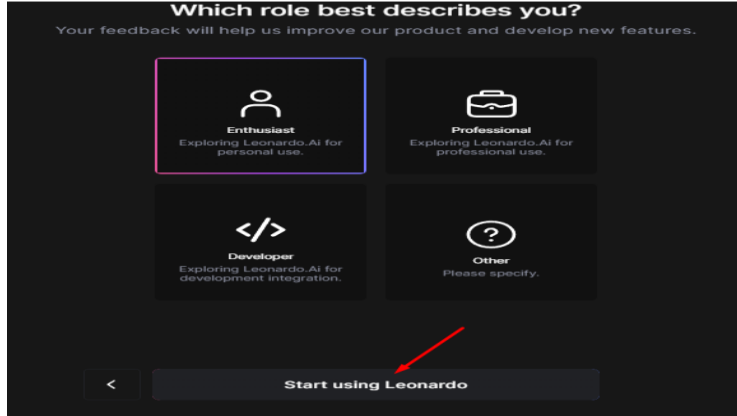 Which role best describes you?
Your feedback will help us improve our product and develop new features.
Enthusiast
Exploring Leonardo.Ai for
personal use.
Professional
Exploring Leonardo.Ai for
professional use.
</>
Developer
Exploring Leonardo.Ai for
development integration.
?
Other
Please specify.
<
Start using Leonardo